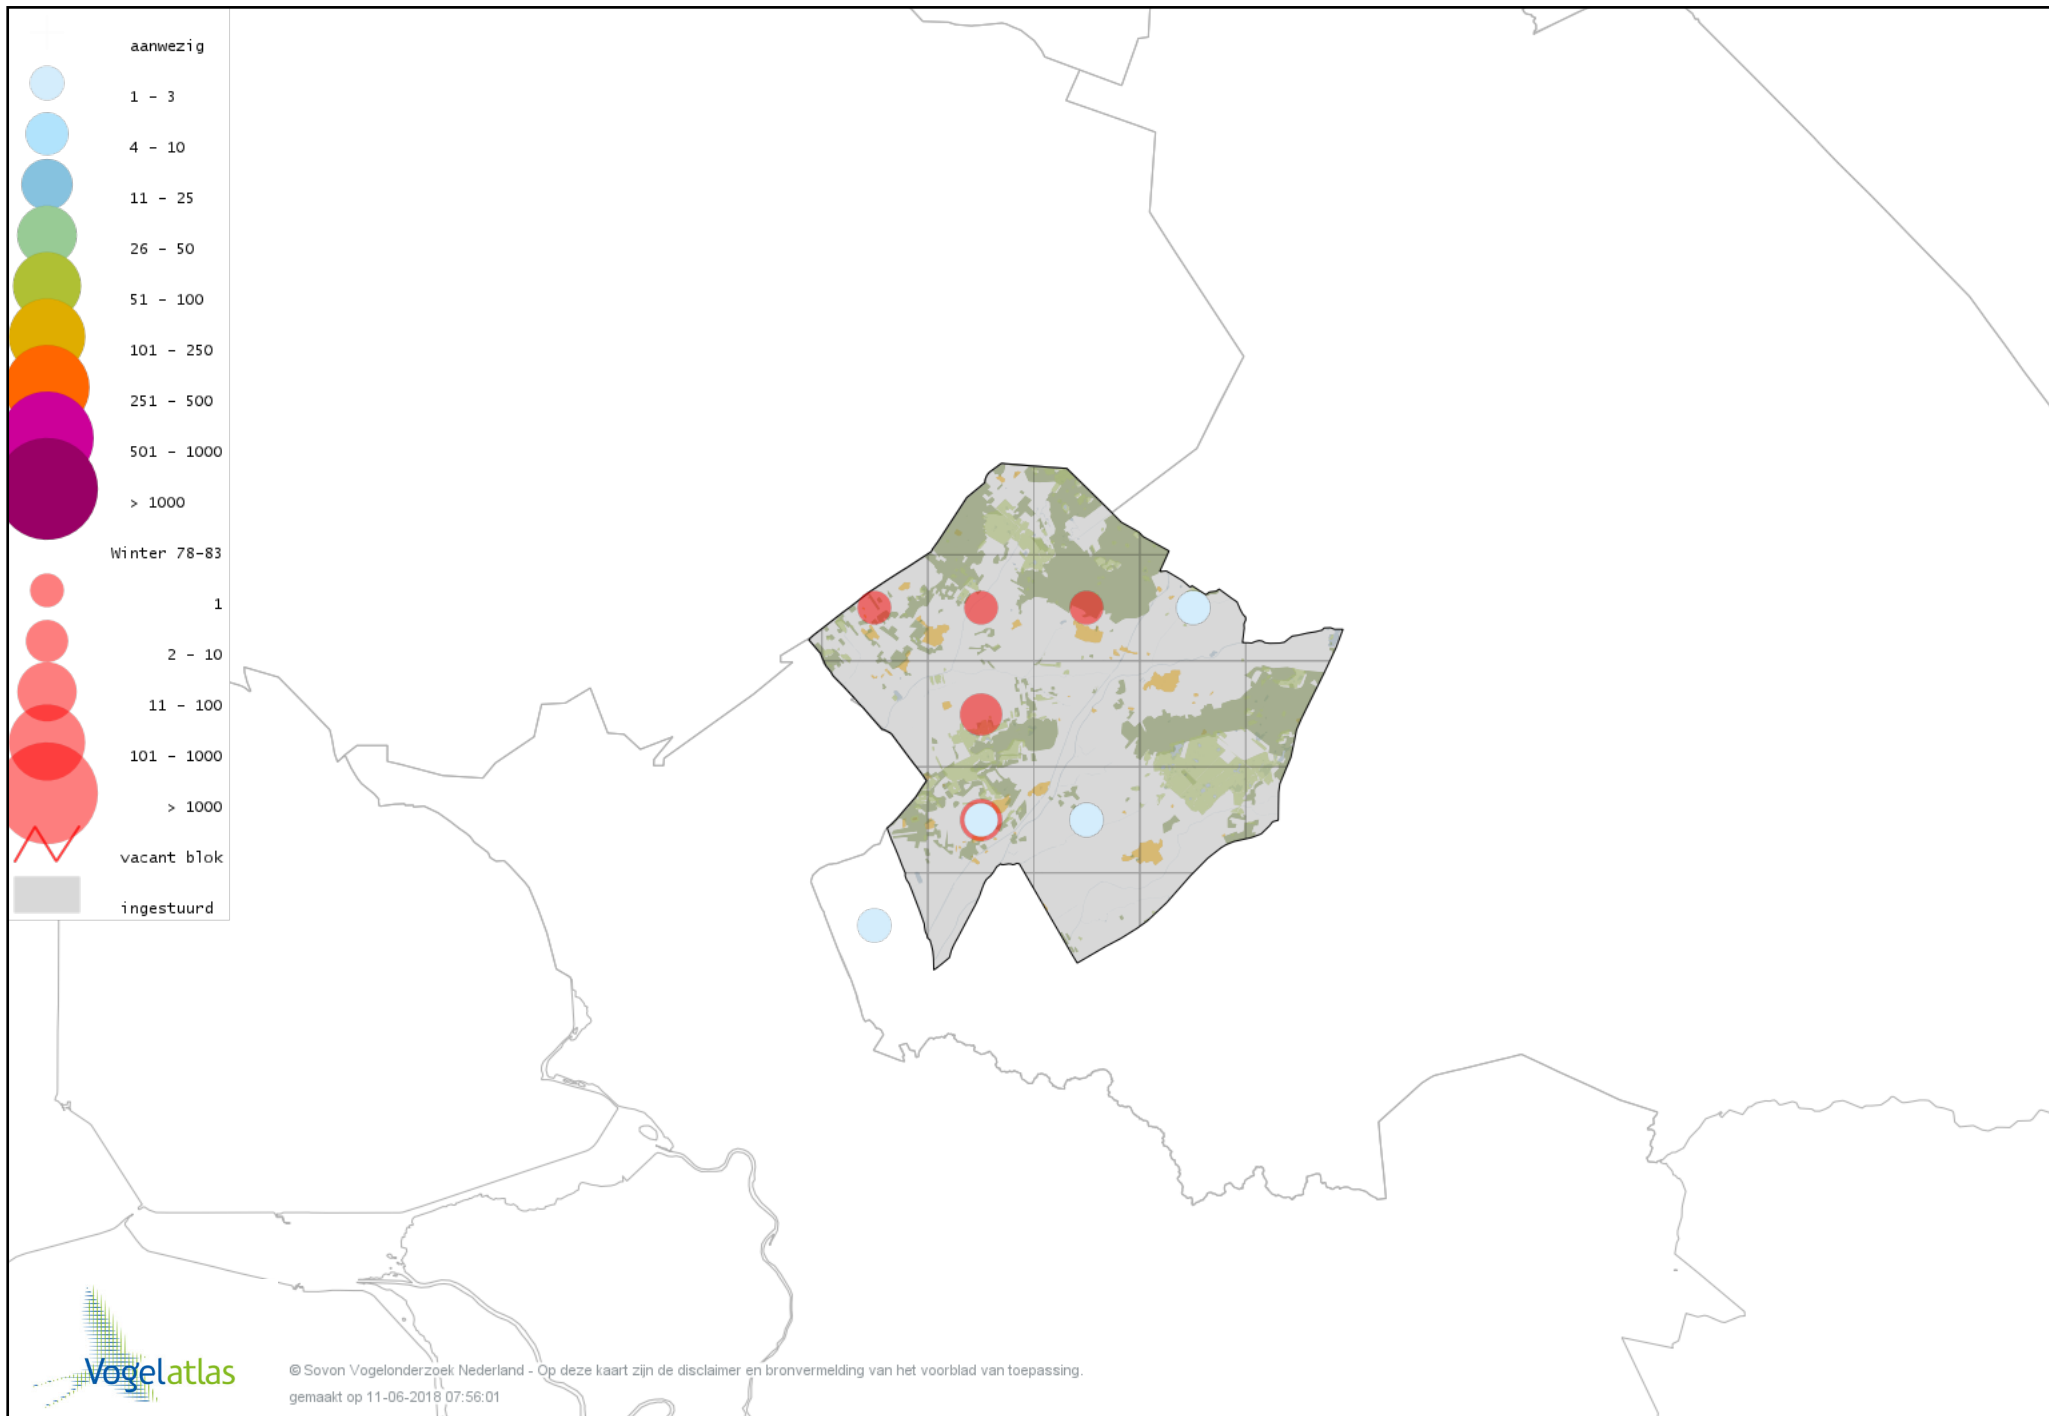 aanwezig
1 - 3
4 - 10
11 - 25
26 - 50
51 - 100
101 - 250
251 - 500
501 - 1000
> 1000
Winter 78-83
1
2 - 10
11 - 100
101 - 1000
> 1000
vacant blok
ingestuurd
Vogelatlas
© Sovon Vogelonderzoek Nederland - Op deze kaart zijn de disclaimer en bronvermelding van het voorblad van toepassing.
gemaakt op 11-06-2018 07:56:01